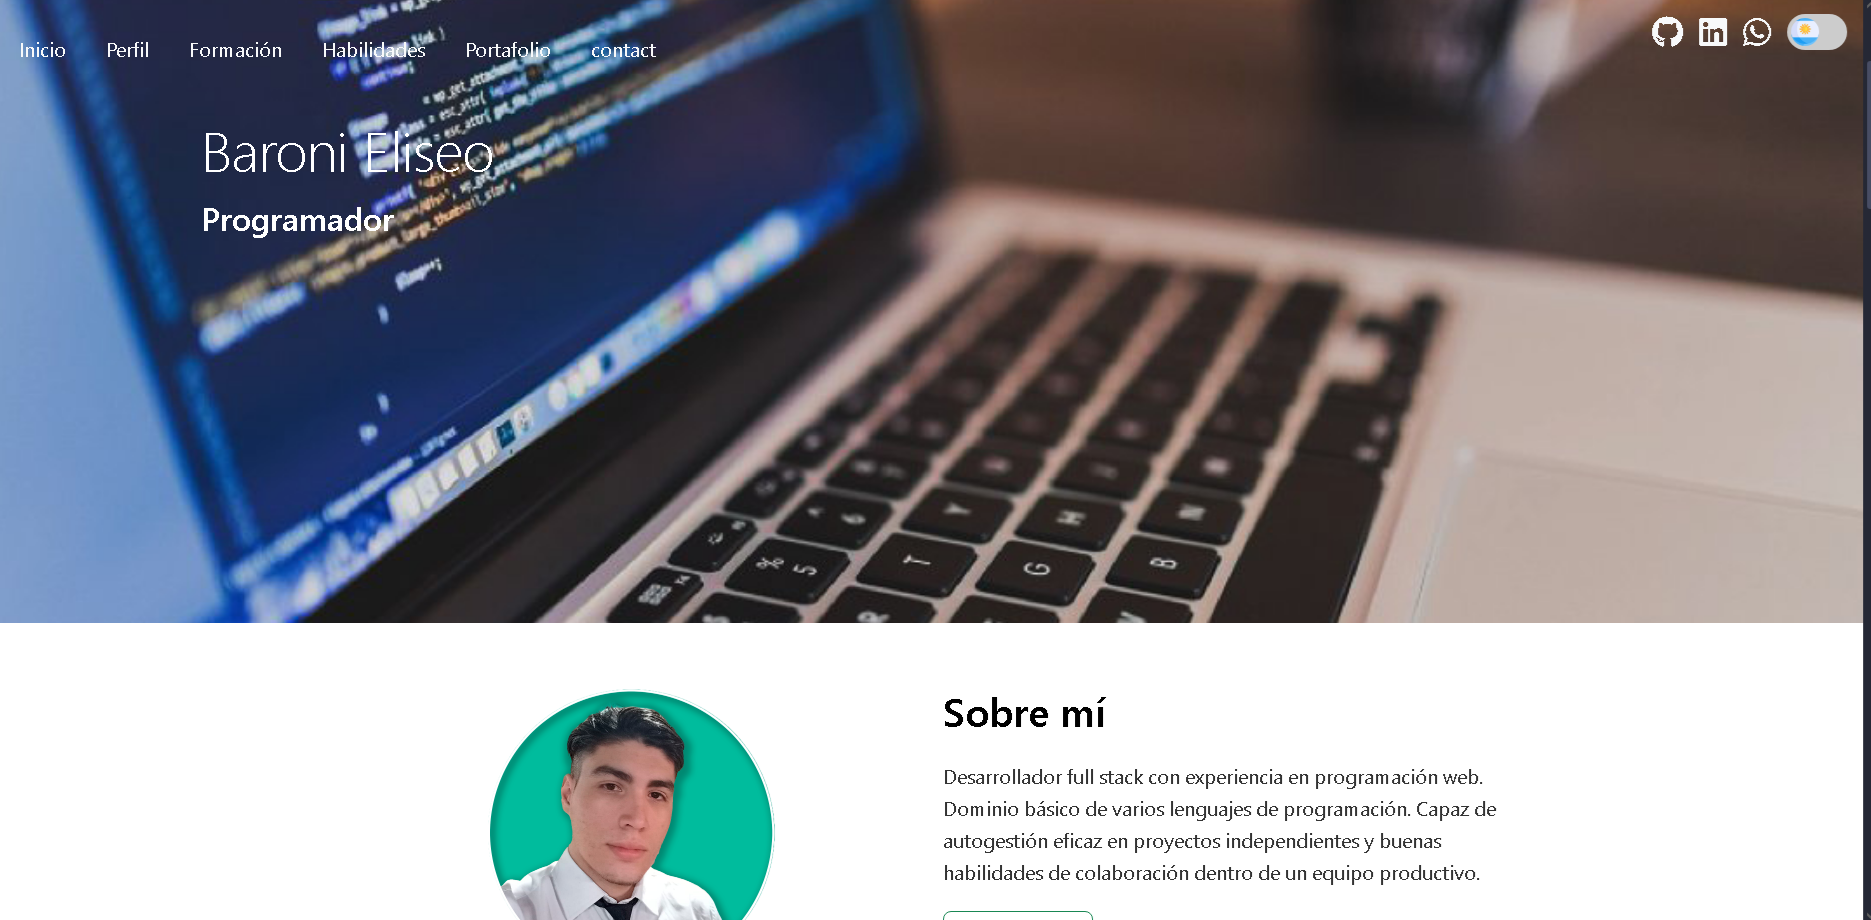 Inicio Perfil Formación Habilidades Portafolio contact
Baroni Eliseo
Programador
Sobre mí
Desarrollador full stack con experiencia en programación web.
Dominio básico de varios lenguajes de programación. Capaz de
autogestión eficaz en proyectos independientes y buenas
habilidades de colaboración dentro de un equipo productivo.